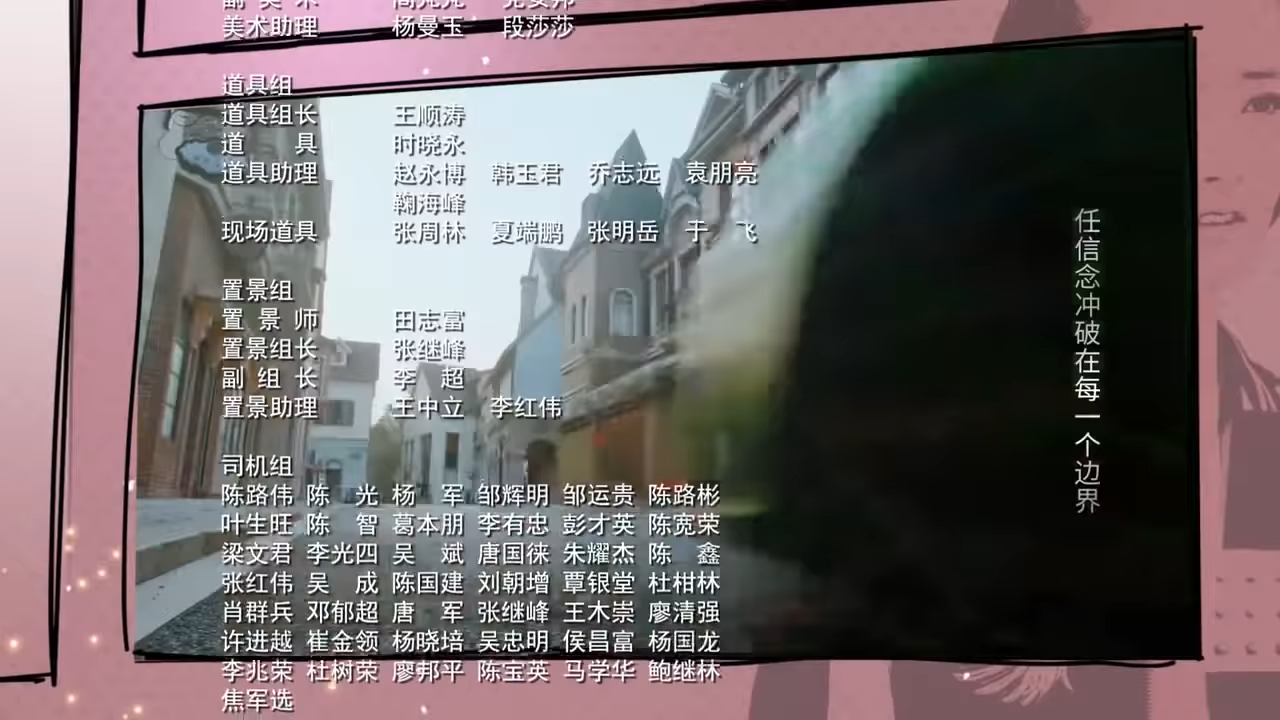 美术助理 杨曼玉 段莎莎
道具组
道具组长 王顺涛
道 具 时晓永
道具助理 赵永博 韩玉君 乔志远 袁朋亮
鞠海峰
现场道具 张周林 夏端鹏 张明岳 于 飞
置景组
置 景 师 田志富
置景组长 张继峰
副 组 长 李 超
置景助理 王中立 李红伟
司机组
陈路伟 陈 光 杨 军 邹辉明 邹运贵 陈路彬
叶生旺 陈 智 葛本朋 李有忠 彭才英 陈宽荣
梁文君 李光四 吴 斌 唐国徕 朱耀杰 陈 鑫
张红伟 吴 成 陈国建 刘朝增 覃银堂 杜柑林
肖群兵 邓郁超 唐 军 张继峰 王木崇 廖清强
许进越 崔金领 杨晓培 吴忠明 侯昌富 杨国龙
李兆荣 杜树荣 廖邦平 陈宝英 马学华 鲍继林
焦军选
任信念冲破在每一个边界